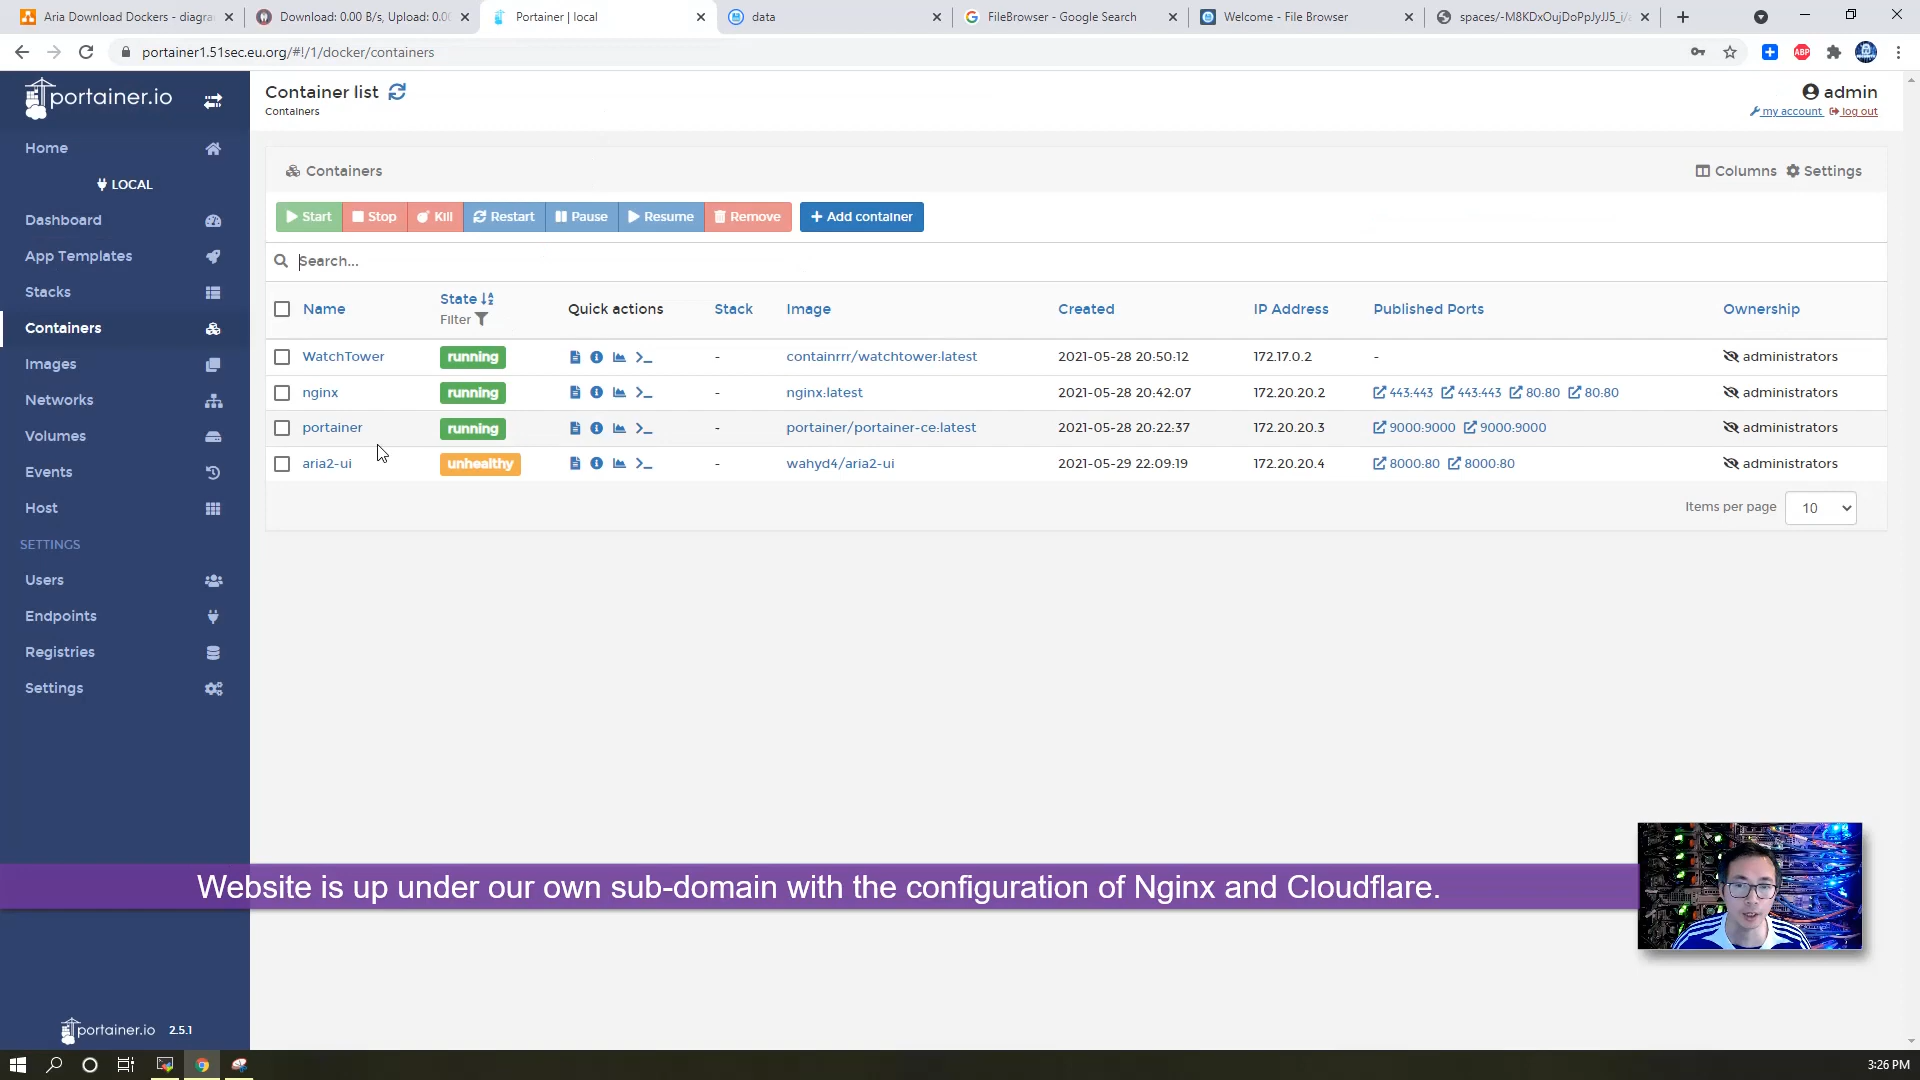 Aria Download Dockers - diagra
Download: 0.00 B/s, Upload: 0.0
Portainer | local
data
FileBrowser - Google Search
Welcome - File Browser
spaces/-M8KDxOujDoPpJyJJ5_i/
portainer1.51sec.eu.org/#!/1/docker/containers
ABP
portainer.io
Home
LOCAL
Dashboard
App Templates
Stacks
Containers
Images
Networks
Volumes
Events
Host
SETTINGS
Users
Endpoints
Registries
Settings
portainer.io 2.5.1
Container list
Containers
admin
my account log out
Containers
Columns Settings
Start Stop Kill Restart Pause Resume Remove + Add container
Search...
Name State Quick actions Stack Image Created IP Address Published Ports Ownership
Filter
WatchTower running - containrrr/watchtower:latest 2021-05-28 20:50:12 172.17.0.2 - administrators
nginx running - nginx:latest 2021-05-28 20:42:07 172.20.20.2 443:443 443:443 80:80 80:80 administrators
portainer running - portainer/portainer-ce:latest 2021-05-28 20:22:37 172.20.20.3 9000:9000 9000:9000 administrators
aria2-ui unhealthy - wahyd4/aria2-ui 2021-05-29 22:09:19 172.20.20.4 8000:80 8000:80 administrators
Items per page 10
Website is up under our own sub-domain with the configuration of Nginx and Cloudflare.
3:26 PM